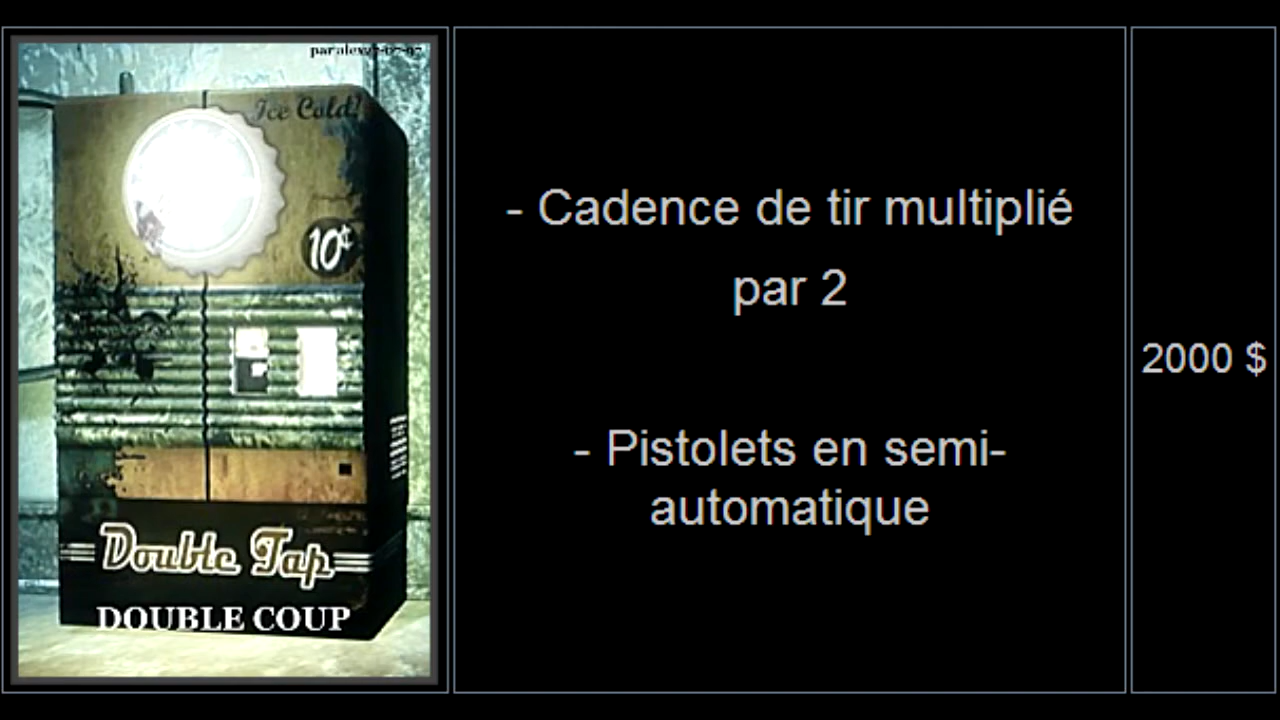 Ice Cold!
10¢
Double Tap
DOUBLE COUP
- Cadence de tir multiplié
par 2
- Pistolets en semi-
automatique
2000 $